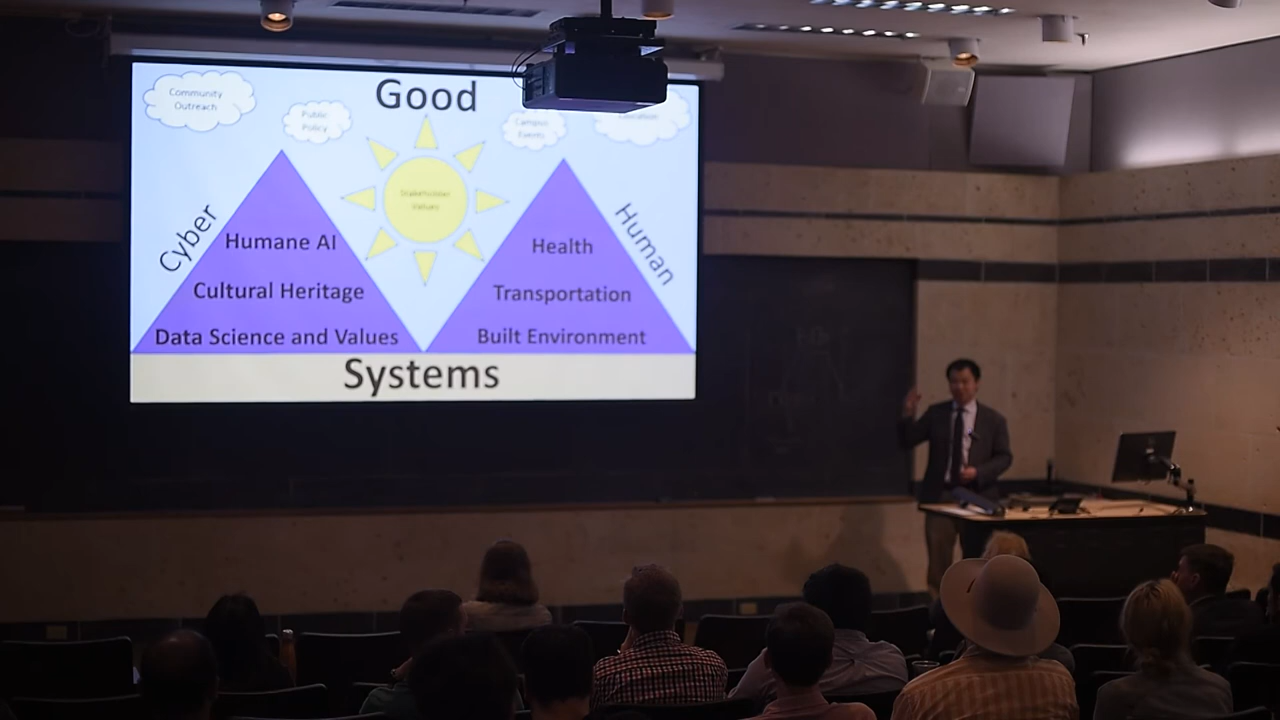 Community
Outreach
Public
Policy
Good
Campus
Events
Education
Stakeholder
Values
Cyber
Humane AI
Cultural Heritage
Data Science and Values
Human
Health
Transportation
Built Environment
Systems